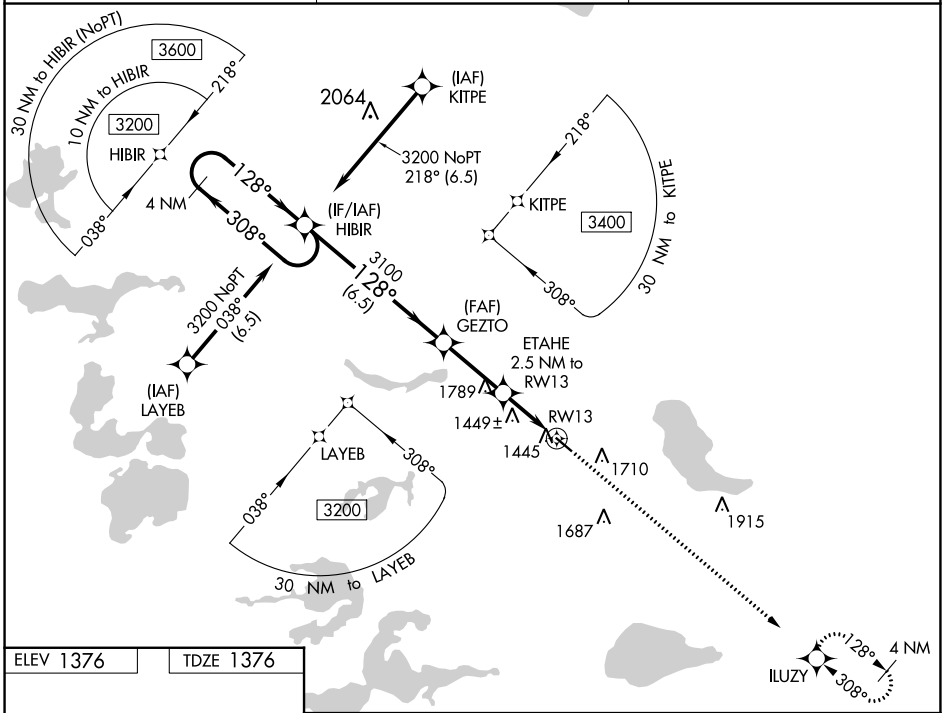 30 NM to HIBIR (NoPT)
3600
10 NM to HIBIR
218°
3200
HIBIR
038°
(IAF)
KITPE
2064
3200 NoPT
218° (6.5)
4 NM
128°
308°
(IF/IAF)
HIBIR
218°
KITPE
3400
308°
30 NM to KITPE
3100
128°
(6.5)
3200 NoPT
038°
(6.5)
(IAF)
LAYEB
(FAF)
GEZTO
ETAHE
2.5 NM to
RW13
1789
1449±
RW13
1445
1710
1687
1915
LAYEB
308°
038°
3200
30 NM to LAYEB
ELEV 1376
TDZE 1376
ILUZY
128°
308°
4 NM